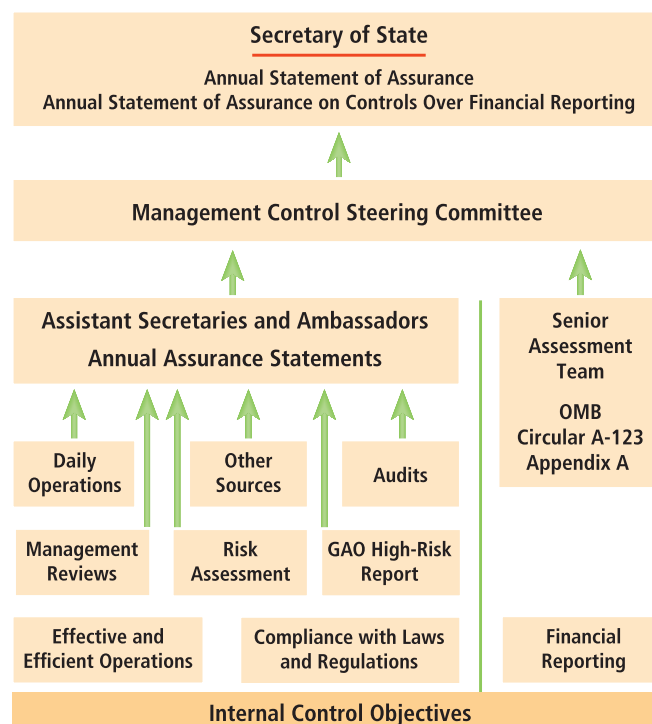 Secretary of State
Annual Statement of Assurance
Annual Statement of Assurance on Controls Over Financial Reporting
Management Control Steering Committee
Assistant Secretaries and Ambassadors
Annual Assurance Statements
Senior
Assessment
Team
OMB
Circular A-123
Appendix A
Daily
Operations
Other
Sources
Audits
Management
Reviews
Risk
Assessment
GAO High-Risk
Report
Effective and
Efficient Operations
Compliance with Laws
and Regulations
Financial
Reporting
Internal Control Objectives